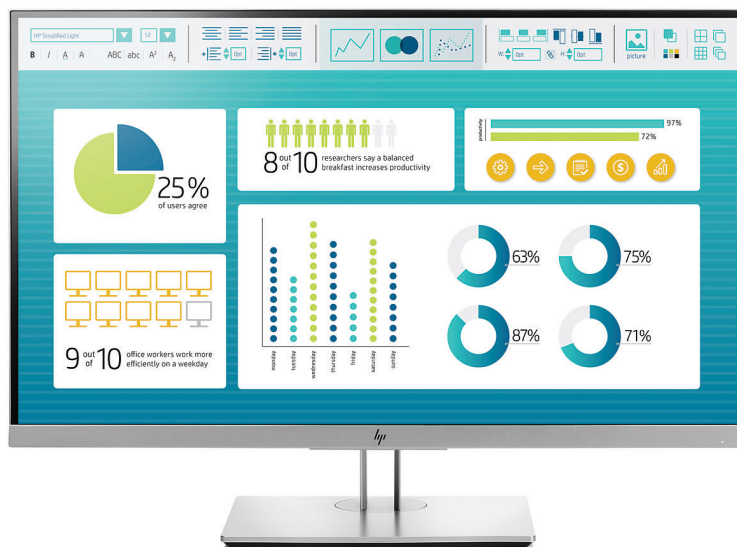 HP Simplified Light
12
B I A A ABC abc A² A₂
0pt
0pt
W: 0pt H: 0pt
picture
25%
of users agree
8 out of 10 researchers say a balanced
breakfast increases productivity
productivity
97%
72%
9 out of 10 office workers work more
efficiently on a weekday
monday
tuesday
wednesday
thursday
friday
saturday
sunday
63%
75%
87%
71%
hp